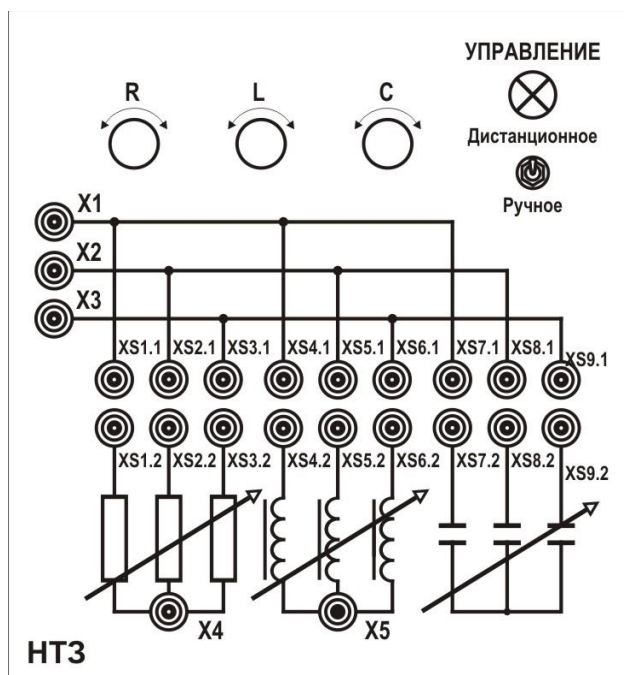 УПРАВЛЕНИЕ
R L C
Дистанционное
Ручное
X1
X2
X3
XS1.1 XS2.1 XS3.1 XS4.1 XS5.1 XS6.1 XS7.1 XS8.1 XS9.1
XS1.2 XS2.2 XS3.2 XS4.2 XS5.2 XS6.2 XS7.2 XS8.2 XS9.2
X4 X5
НТЗ